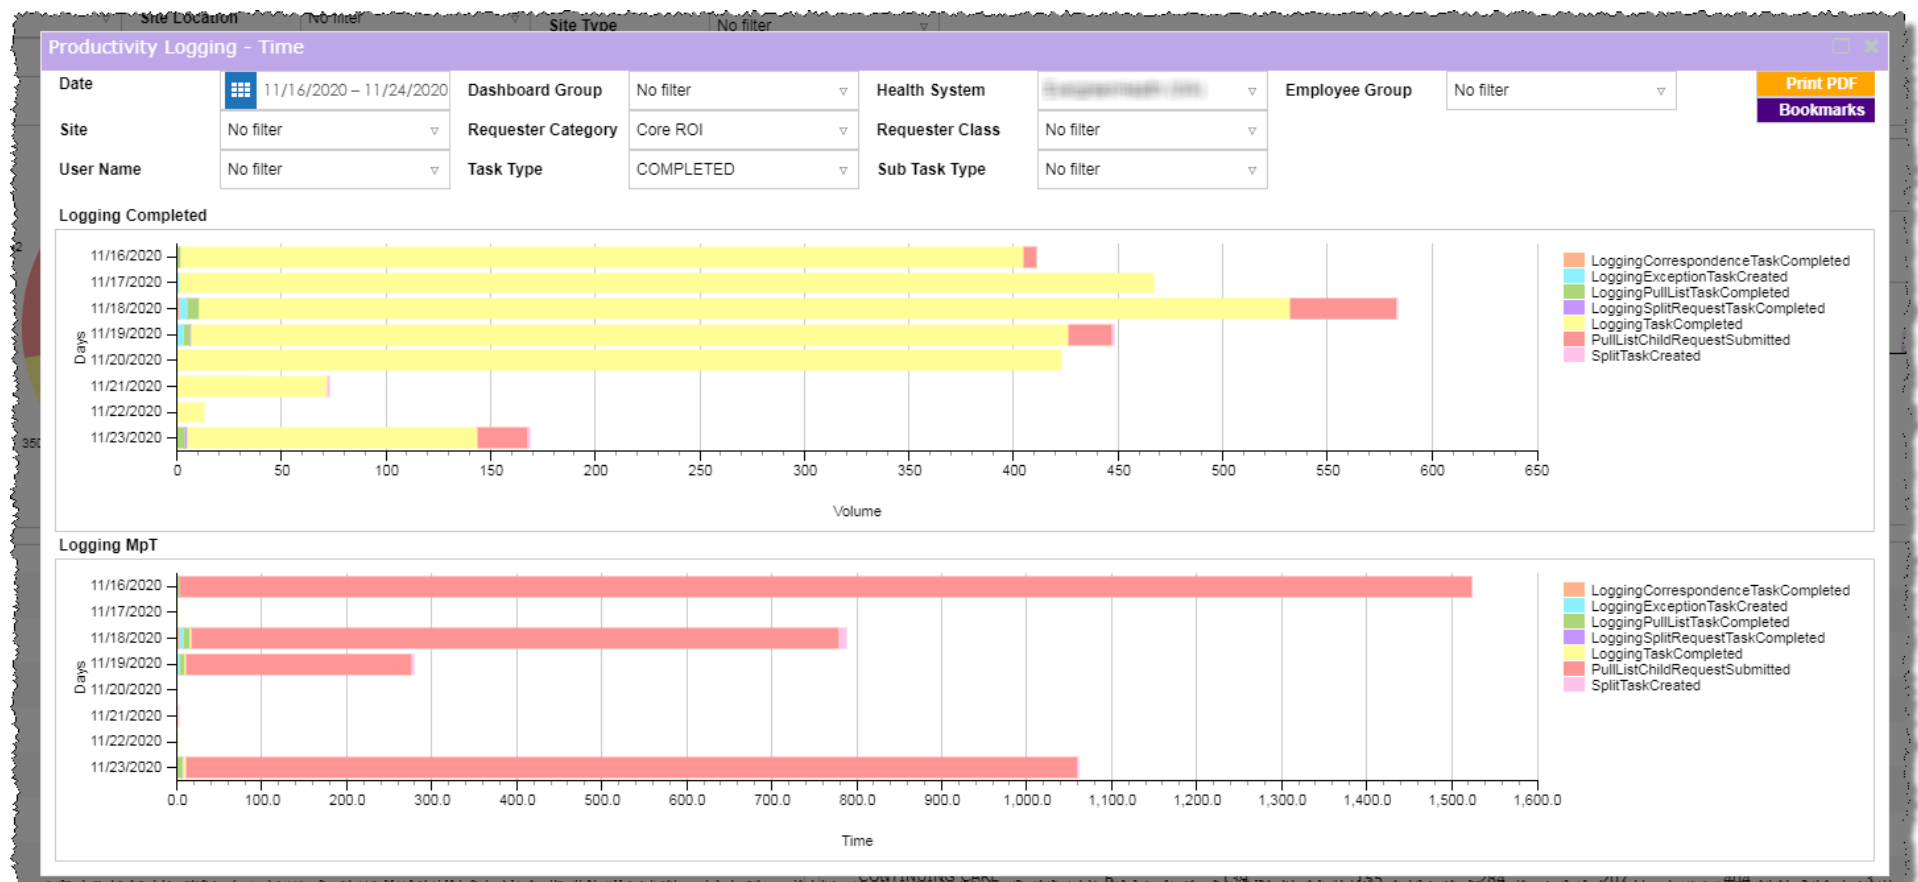 Site Location No filter Site Type No filter
Productivity Logging - Time
Date 11/16/2020 – 11/24/2020 Dashboard Group No filter Health System Employee Group No filter Print PDF
Bookmarks
Site No filter Requester Category Core ROI Requester Class No filter
User Name No filter Task Type COMPLETED Sub Task Type No filter
Logging Completed
11/16/2020
11/17/2020
11/18/2020
11/19/2020
11/20/2020
11/21/2020
11/22/2020
11/23/2020
Days
0 50 100 150 200 250 300 350 400 450 500 550 600 650
Volume
LoggingCorrespondenceTaskCompleted
LoggingExceptionTaskCreated
LoggingPullListTaskCompleted
LoggingSplitRequestTaskCompleted
LoggingTaskCompleted
PullListChildRequestSubmitted
SplitTaskCreated
Logging MpT
11/16/2020
11/17/2020
11/18/2020
11/19/2020
11/20/2020
11/21/2020
11/22/2020
11/23/2020
Days
0.0 100.0 200.0 300.0 400.0 500.0 600.0 700.0 800.0 900.0 1,000.0 1,100.0 1,200.0 1,300.0 1,400.0 1,500.0 1,600.0
Time
LoggingCorrespondenceTaskCompleted
LoggingExceptionTaskCreated
LoggingPullListTaskCompleted
LoggingSplitRequestTaskCompleted
LoggingTaskCompleted
PullListChildRequestSubmitted
SplitTaskCreated